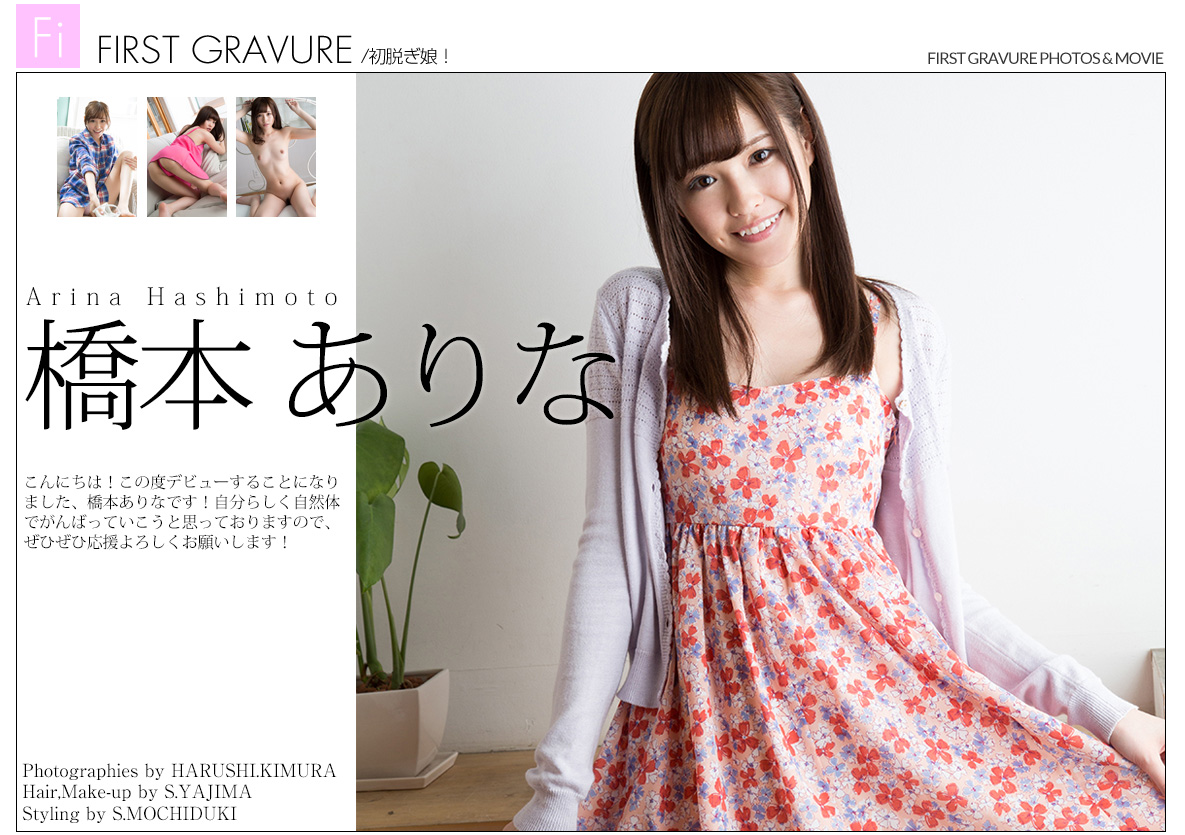 Fi
FIRST GRAVURE /初脱ぎ娘！
FIRST GRAVURE PHOTOS & MOVIE
Arina Hashimoto
橋本 ありな
こんにちは！この度デビューすることになり
ました、橋本ありなです！自分らしく自然体
でがんばっていこうと思っておりますので、
ぜひぜひ応援よろしくお願いします！
Photographies by HARUSHI.KIMURA
Hair,Make-up by S.YAJIMA
Styling by S.MOCHIDUKI